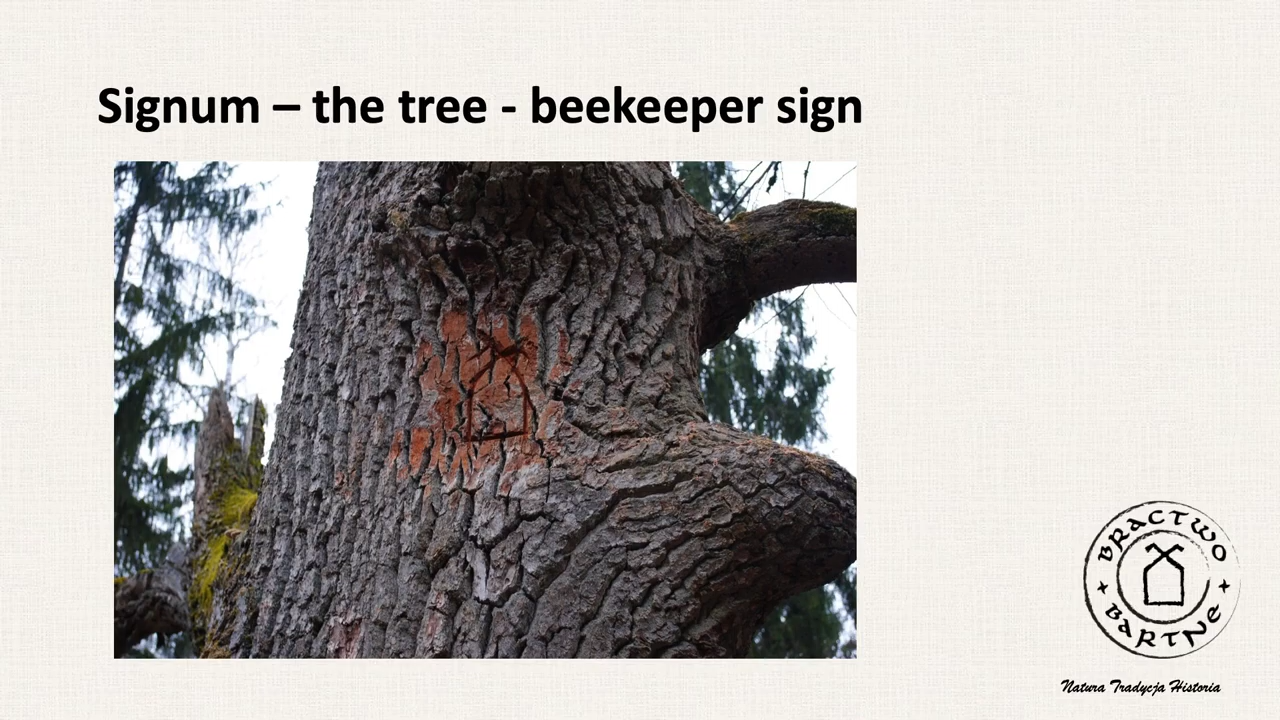 Signum – the tree - beekeeper sign
BRACTWO
BARTNE
Natura Tradycja Historia